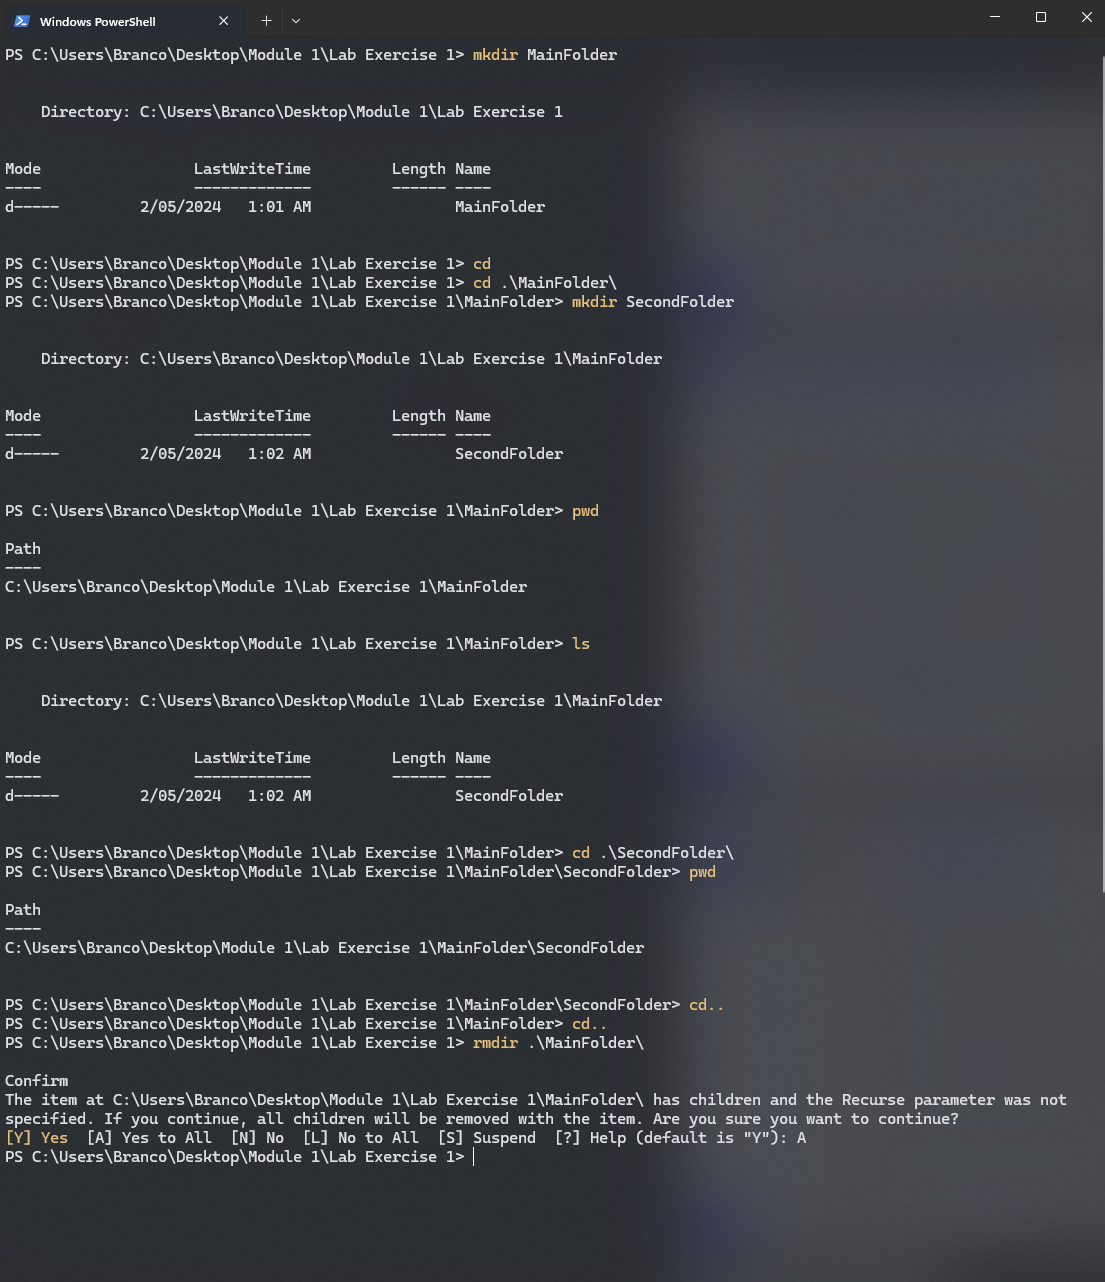 Windows PowerShell
PS C:\Users\Branco\Desktop\Module 1\Lab Exercise 1> mkdir MainFolder
Directory: C:\Users\Branco\Desktop\Module 1\Lab Exercise 1
Mode                 LastWriteTime         Length Name
----                 -------------         ------ ----
d-----         2/05/2024   1:01 AM                MainFolder
PS C:\Users\Branco\Desktop\Module 1\Lab Exercise 1> cd
PS C:\Users\Branco\Desktop\Module 1\Lab Exercise 1> cd .\MainFolder\
PS C:\Users\Branco\Desktop\Module 1\Lab Exercise 1\MainFolder> mkdir SecondFolder
Directory: C:\Users\Branco\Desktop\Module 1\Lab Exercise 1\MainFolder
Mode                 LastWriteTime         Length Name
----                 -------------         ------ ----
d-----         2/05/2024   1:02 AM                SecondFolder
PS C:\Users\Branco\Desktop\Module 1\Lab Exercise 1\MainFolder> pwd
Path
----
C:\Users\Branco\Desktop\Module 1\Lab Exercise 1\MainFolder
PS C:\Users\Branco\Desktop\Module 1\Lab Exercise 1\MainFolder> ls
Directory: C:\Users\Branco\Desktop\Module 1\Lab Exercise 1\MainFolder
Mode                 LastWriteTime         Length Name
----                 -------------         ------ ----
d-----         2/05/2024   1:02 AM                SecondFolder
PS C:\Users\Branco\Desktop\Module 1\Lab Exercise 1\MainFolder> cd .\SecondFolder\
PS C:\Users\Branco\Desktop\Module 1\Lab Exercise 1\MainFolder\SecondFolder> pwd
Path
----
C:\Users\Branco\Desktop\Module 1\Lab Exercise 1\MainFolder\SecondFolder
PS C:\Users\Branco\Desktop\Module 1\Lab Exercise 1\MainFolder\SecondFolder> cd..
PS C:\Users\Branco\Desktop\Module 1\Lab Exercise 1\MainFolder> cd..
PS C:\Users\Branco\Desktop\Module 1\Lab Exercise 1> rmdir .\MainFolder\
Confirm
The item at C:\Users\Branco\Desktop\Module 1\Lab Exercise 1\MainFolder\ has children and the Recurse parameter was not
specified. If you continue, all children will be removed with the item. Are you sure you want to continue?
[Y] Yes  [A] Yes to All  [N] No  [L] No to All  [S] Suspend  [?] Help (default is "Y"): A
PS C:\Users\Branco\Desktop\Module 1\Lab Exercise 1>